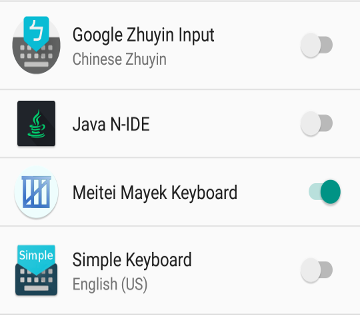 ㄅ
Google Zhuyin Input
Chinese Zhuyin
Java N-IDE
Meitei Mayek Keyboard
Simple
Simple Keyboard
English (US)